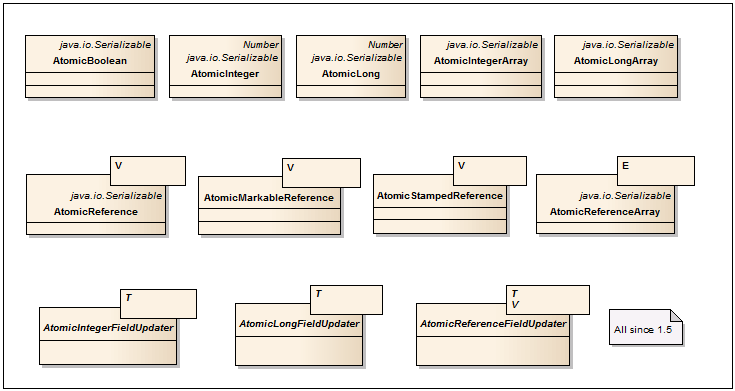 java.io.Serializable
AtomicBoolean
Number
java.io.Serializable
AtomicInteger
Number
java.io.Serializable
AtomicLong
java.io.Serializable
AtomicIntegerArray
java.io.Serializable
AtomicLongArray
V
java.io.Serializable
AtomicReference
V
AtomicMarkableReference
V
AtomicStampedReference
E
java.io.Serializable
AtomicReferenceArray
T
AtomicIntegerFieldUpdater
T
AtomicLongFieldUpdater
T
V
AtomicReferenceFieldUpdater
All since 1.5